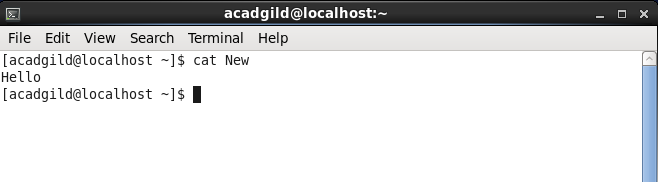 acadgild@localhost:~
File Edit View Search Terminal Help
[acadgild@localhost ~]$ cat New
Hello
[acadgild@localhost ~]$